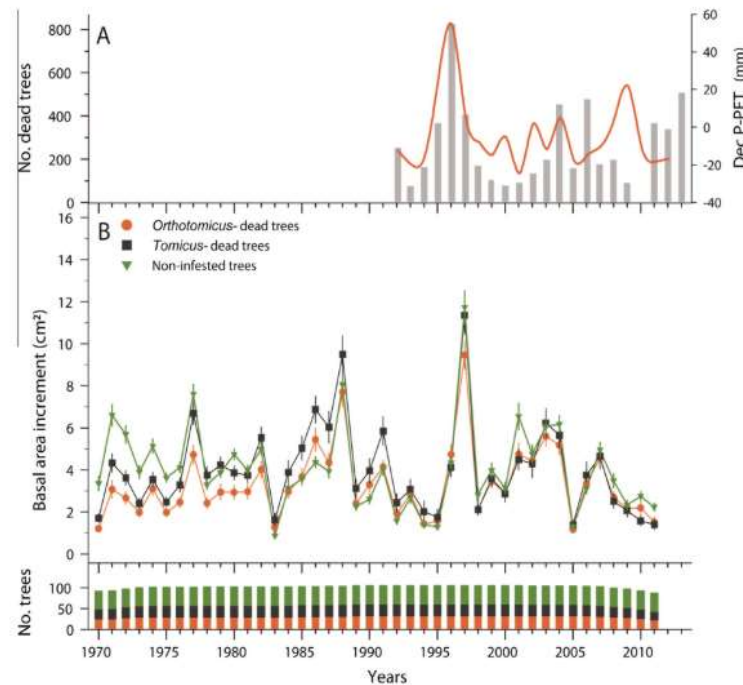 A
800
600
400
200
0
No. dead trees
60
40
20
0
-20
-40
Dec P-PET (mm)
B
Orthotomicus- dead trees
Tomicus- dead trees
Non-infested trees
16
14
12
10
8
6
4
2
0
Basal area increment (cm²)
100
50
0
No. trees
1970 1975 1980 1985 1990 1995 2000 2005 2010
Years